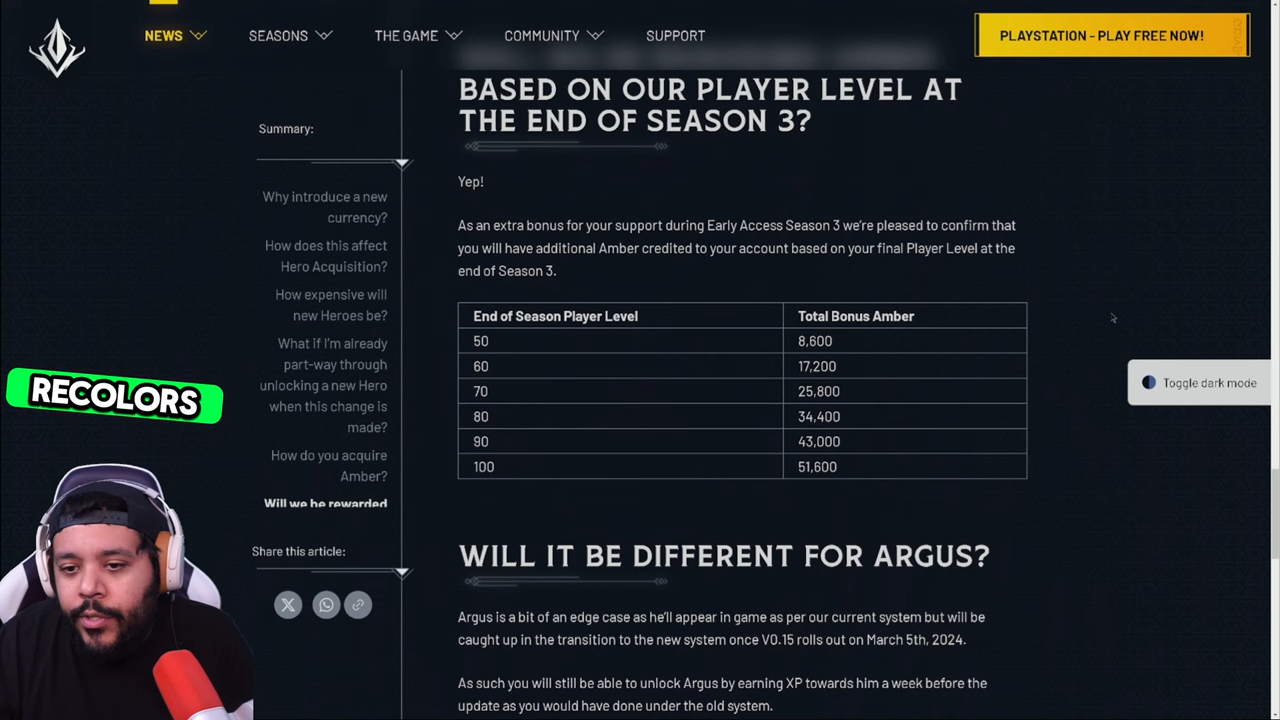 NEWS
SEASONS
THE GAME
COMMUNITY
SUPPORT
PLAYSTATION - PLAY FREE NOW!
BASED ON OUR PLAYER LEVEL AT
THE END OF SEASON 3?
Summary:
Why introduce a new
currency?
How does this affect
Hero Acquisition?
How expensive will
new Heroes be?
What if I'm already
part-way through
unlocking a new Hero
when this change is
made?
How do you acquire
Amber?
Will we be rewarded
Share this article:
Yep!
As an extra bonus for your support during Early Access Season 3 we're pleased to confirm that
you will have additional Amber credited to your account based on your final Player Level at the
end of Season 3.
End of Season Player Level Total Bonus Amber
50 8,600
60 17,200
70 25,800
80 34,400
90 43,000
100 51,600
Toggle dark mode
RECOLORS
WILL IT BE DIFFERENT FOR ARGUS?
Argus is a bit of an edge case as he'll appear in game as per our current system but will be
caught up in the transition to the new system once V0.15 rolls out on March 5th, 2024.
As such you will still be able to unlock Argus by earning XP towards him a week before the
update as you would have done under the old system.